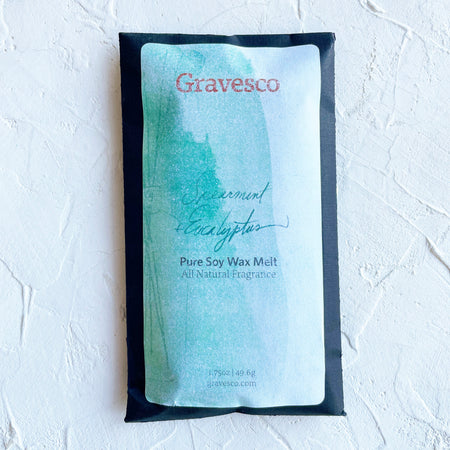 Gravesco
Spearmint
+ Eucalyptus
Pure Soy Wax Melt
All Natural Fragrance
1.75oz | 49.6g
gravesco.com